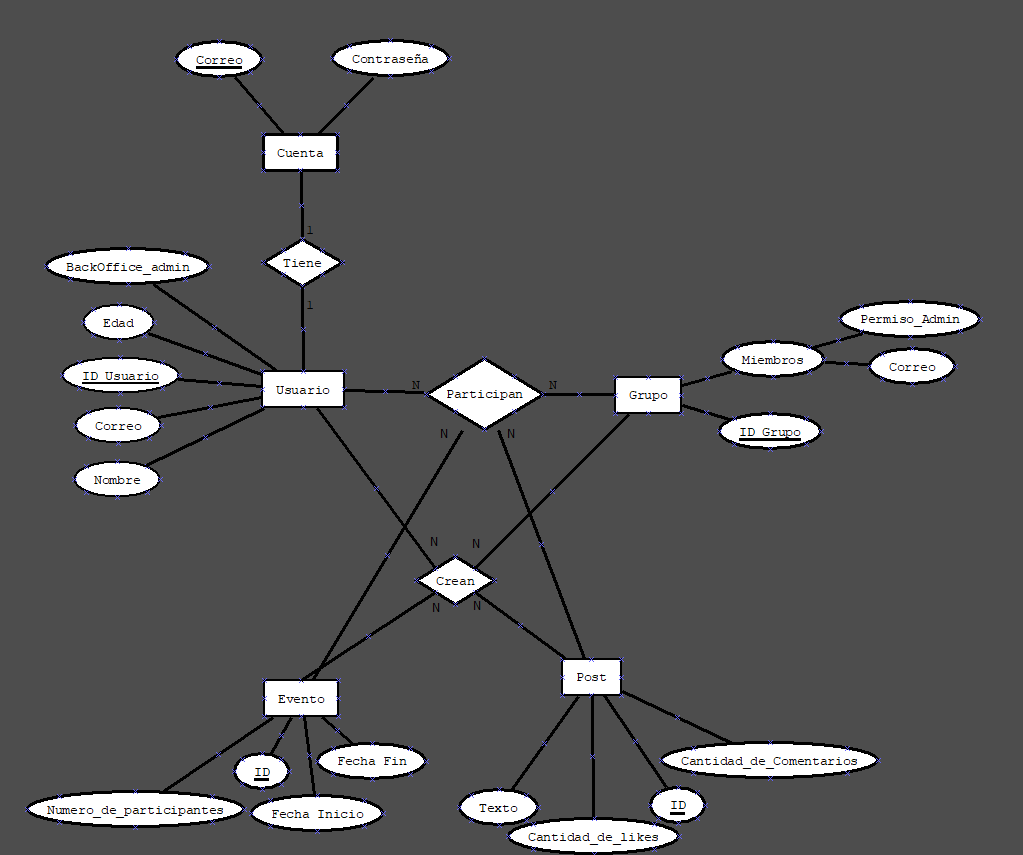 Correo
Contraseña
Cuenta
1
Tiene
BackOffice_admin
1
Edad
Permiso_Admin
Miembros
Correo
ID Usuario
Usuario
N
Participan
N
Grupo
Correo
N
N
ID Grupo
Nombre
N
N
Crean
N
N
Post
Evento
Fecha Fin
Cantidad_de_Comentarios
ID
Numero_de_participantes
Fecha Inicio
Texto
ID
Cantidad_de_likes